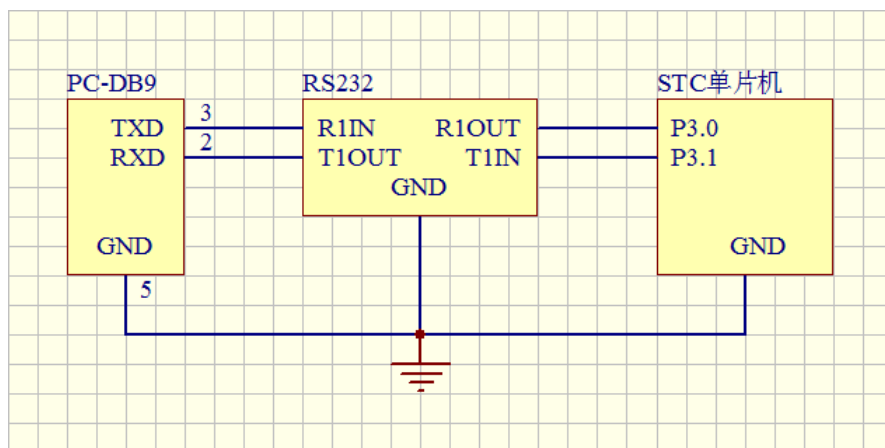 PC-DB9 RS232 STC单片机
TXD 3 R1IN R1OUT P3.0
RXD 2 T1OUT T1IN P3.1
GND
GND GND
5